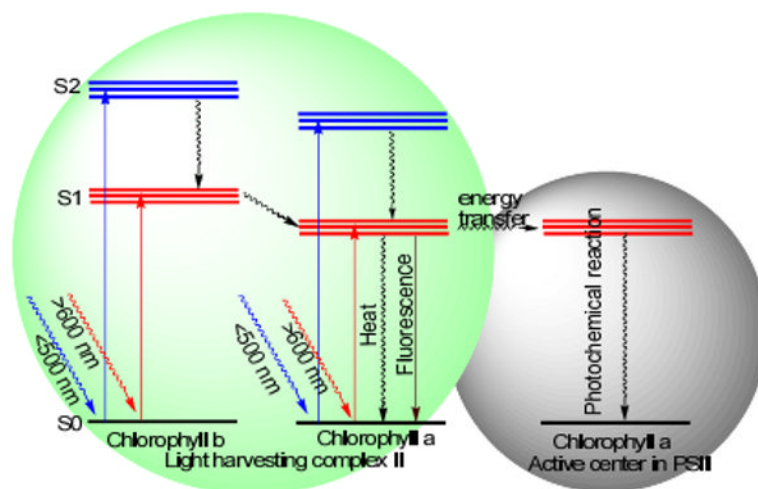 S2
S1
energy
transfer
>600 nm
<500 nm
<500 nm
>600 nm
Heat
Fluorescence
Photochemical reaction
S0
Chlorophyll b
Chlorophyll a
Light harvesting complex II
Chlorophyll a
Active center in PSII